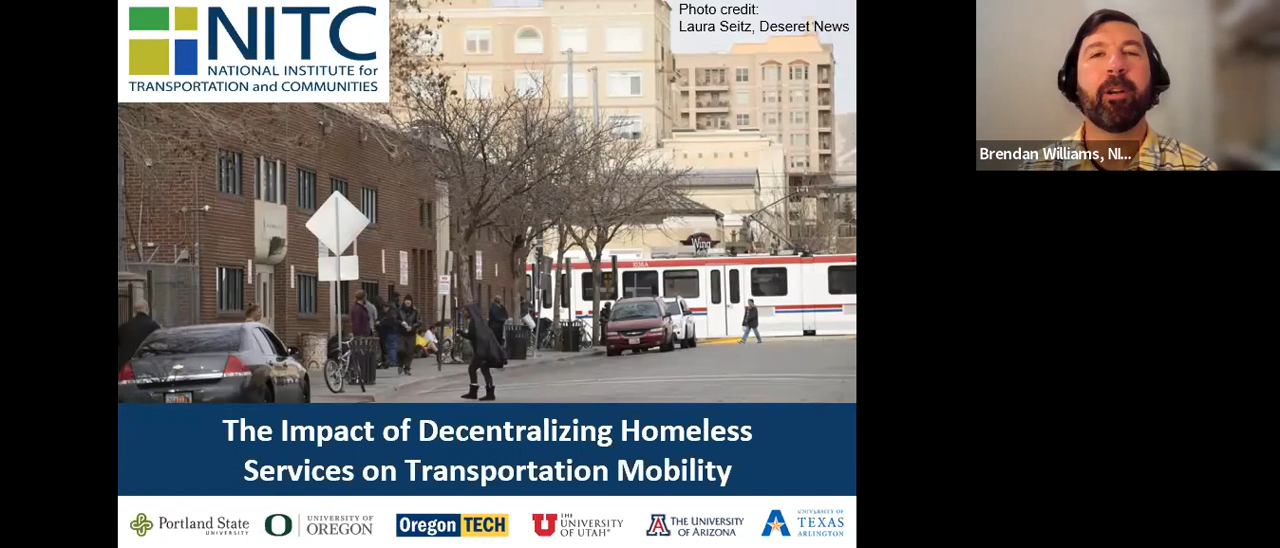 NITC
NATIONAL INSTITUTE for
TRANSPORTATION and COMMUNITIES
Photo credit:
Laura Seitz, Deseret News
Brendan Williams, NI...
Wing
The Impact of Decentralizing Homeless
Services on Transportation Mobility
Portland State
UNIVERSITY
O
UNIVERSITY OF
OREGON
Oregon TECH
U
THE
UNIVERSITY
OF UTAH®
A
THE UNIVERSITY
OF ARIZONA
A
UNIVERSITY OF
TEXAS
ARLINGTON